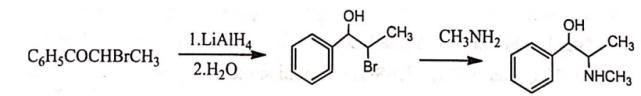 C₆H₅COCHBrCH₃
1.LiAlH₄
2.H₂O
OH
CH₃
Br
CH₃NH₂
OH
CH₃
NHCH₃